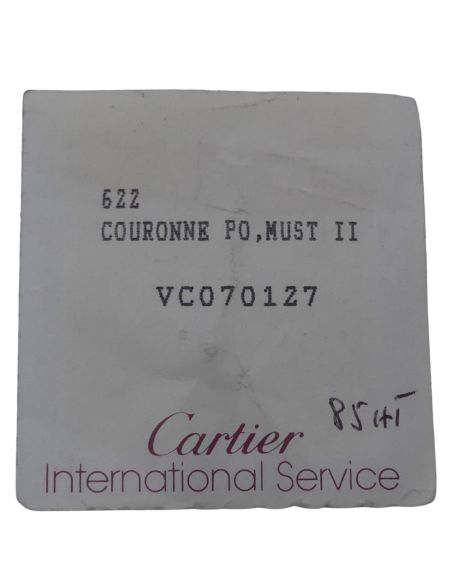 622
COURONNE PO,MUST II
VC070127
85 HT
Cartier
International Service